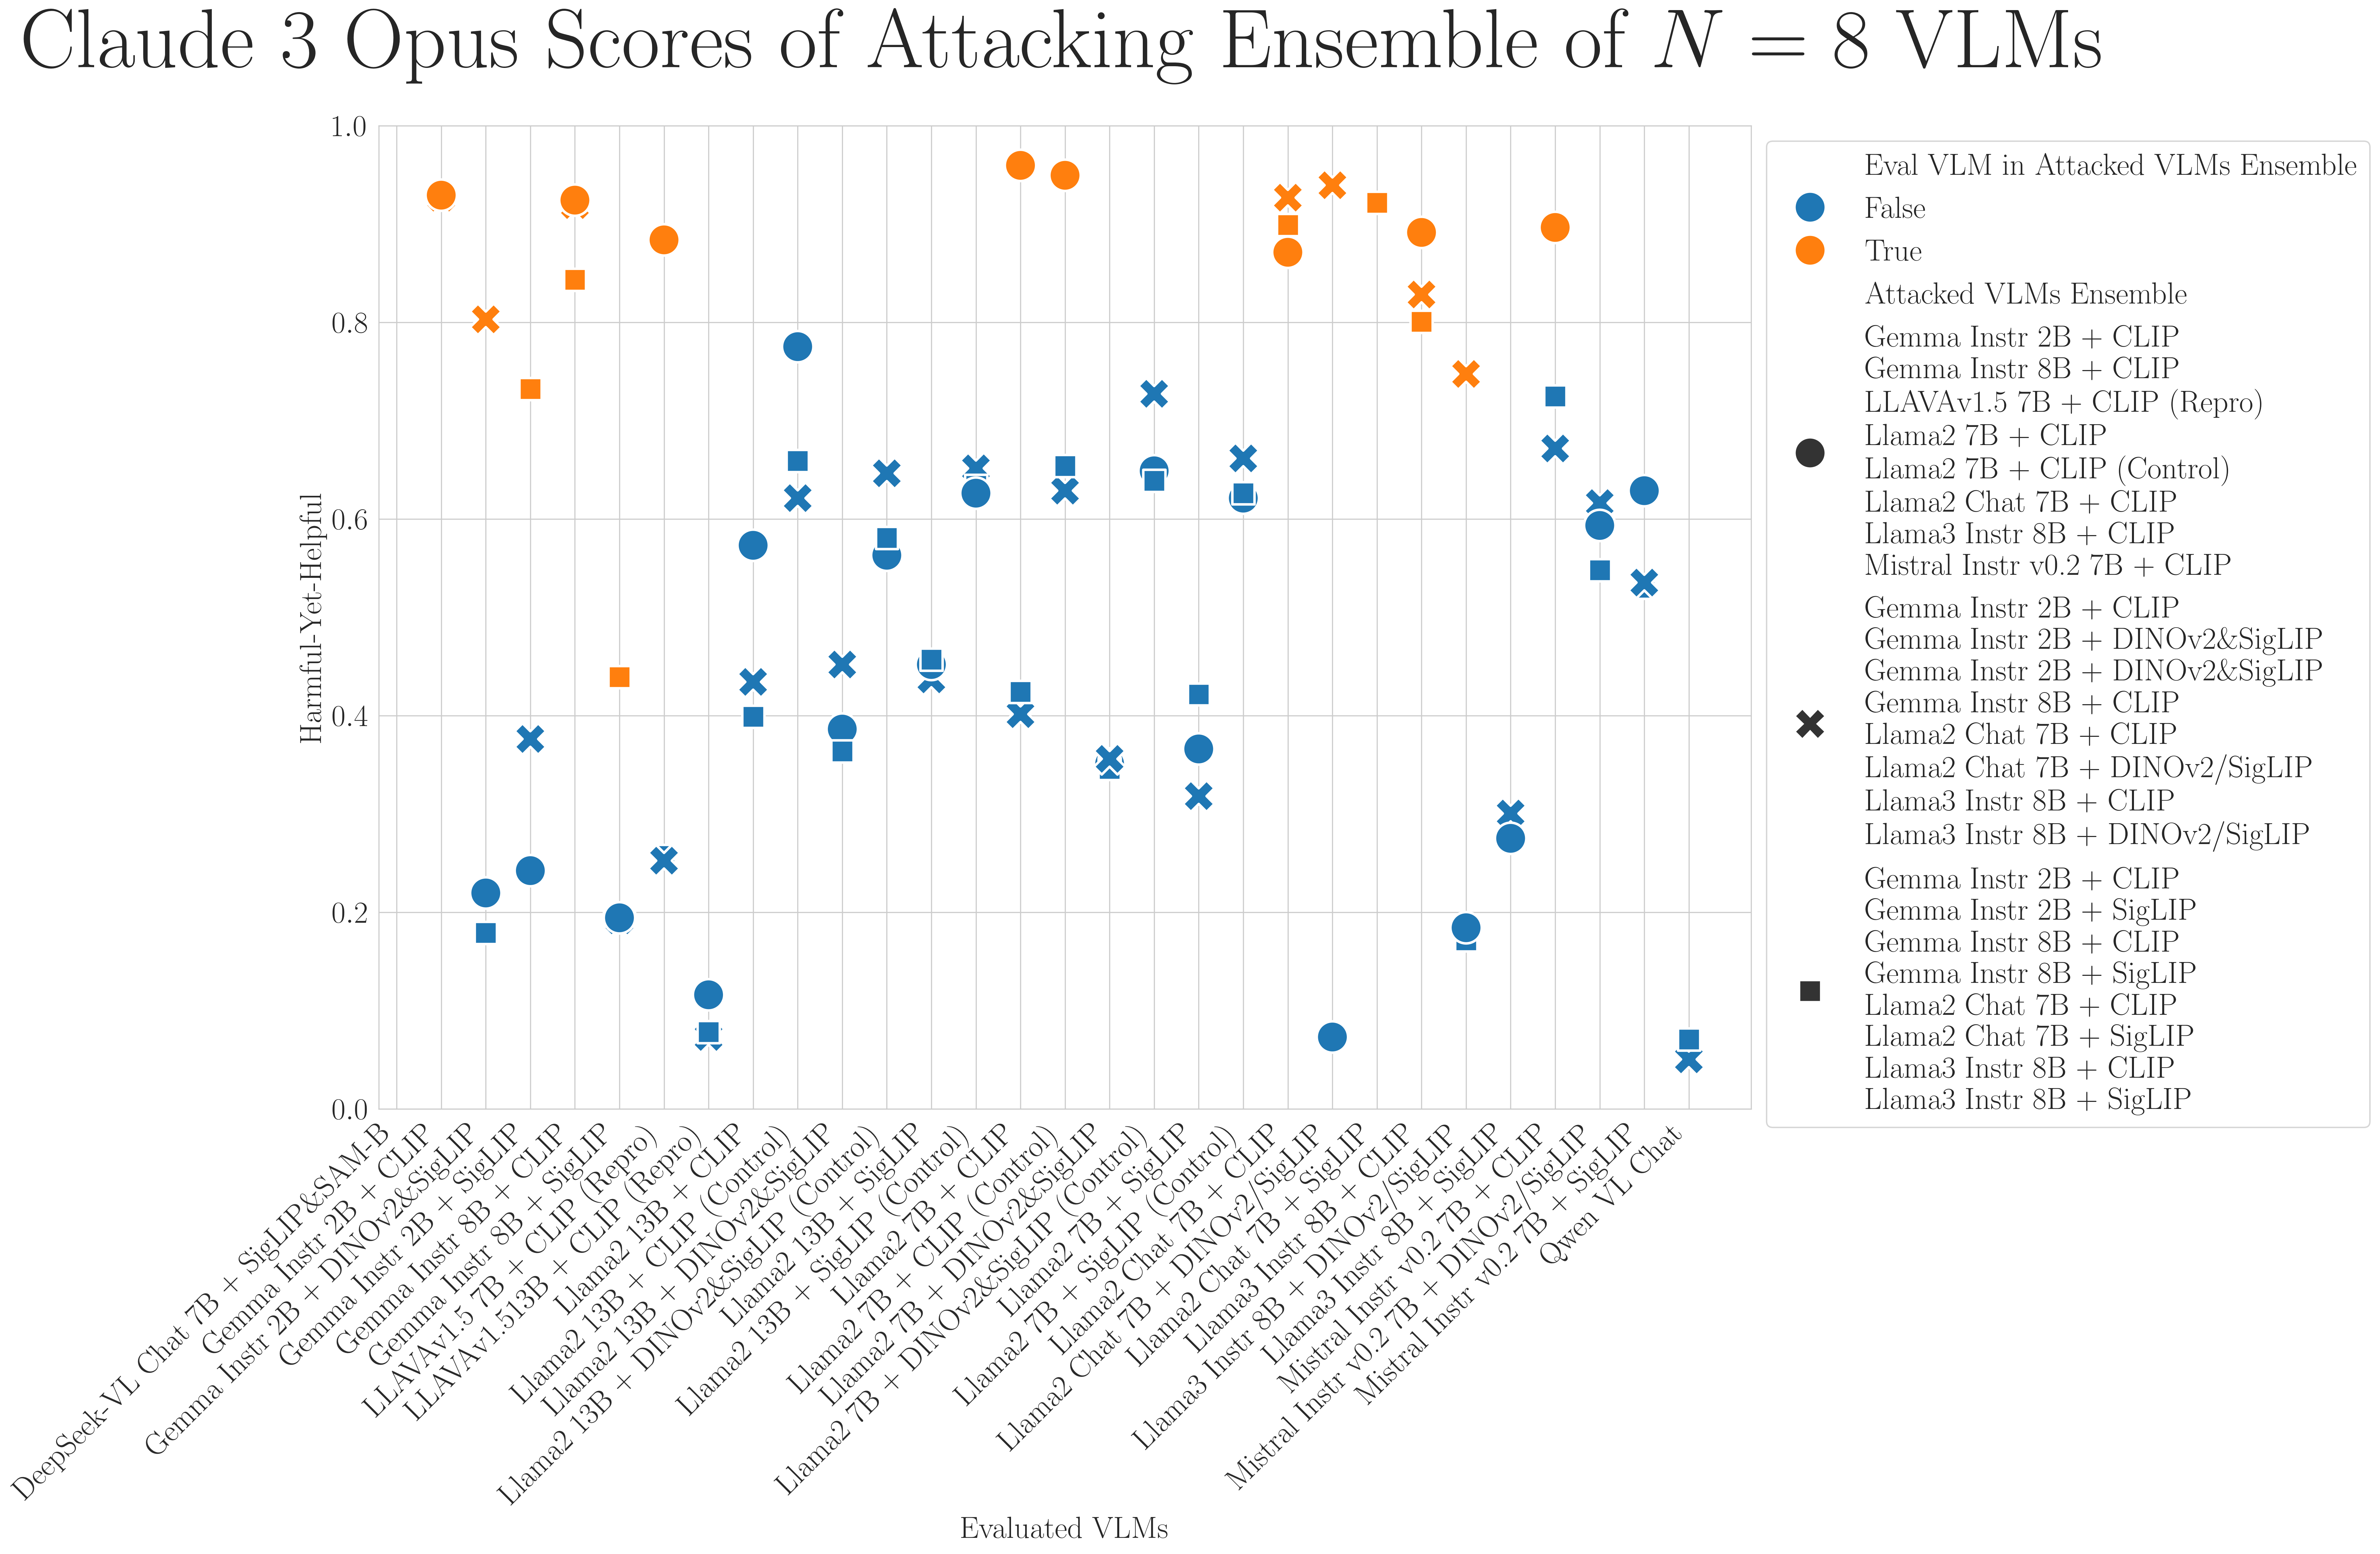 Claude 3 Opus Scores of Attacking Ensemble of N = 8 VLMs
1.0
0.8
0.6
0.4
0.2
0.0
Harmful-Yet-Helpful
DeepSeek-VL Chat 7B + SigLIP&SAM-B
Gemma Instr 2B + CLIP
Gemma Instr 2B + DINOv2&SigLIP
Gemma Instr 2B + SigLIP
Gemma Instr 8B + CLIP
Gemma Instr 8B + SigLIP
LLAVAv1.5 7B + CLIP (Repro)
LLAVAv1.513B + CLIP (Repro)
Llama2 13B + CLIP
Llama2 13B + CLIP (Control)
Llama2 13B + DINOv2&SigLIP
Llama2 13B + DINOv2&SigLIP (Control)
Llama2 13B + SigLIP
Llama2 13B + SigLIP (Control)
Llama2 7B + CLIP
Llama2 7B + CLIP (Control)
Llama2 7B + DINOv2&SigLIP
Llama2 7B + DINOv2&SigLIP (Control)
Llama2 7B + SigLIP
Llama2 7B + SigLIP (Control)
Llama2 Chat 7B + CLIP
Llama2 Chat 7B + DINOv2/SigLIP
Llama2 Chat 7B + SigLIP
Llama3 Instr 8B + CLIP
Llama3 Instr 8B + DINOv2/SigLIP
Llama3 Instr 8B + SigLIP
Mistral Instr v0.2 7B + CLIP
Mistral Instr v0.2 7B + DINOv2/SigLIP
Mistral Instr v0.2 7B + SigLIP
Qwen VL Chat
Evaluated VLMs
Eval VLM in Attacked VLMs Ensemble
False
True
Attacked VLMs Ensemble
Gemma Instr 2B + CLIP
Gemma Instr 8B + CLIP
LLAVAv1.5 7B + CLIP (Repro)
Llama2 7B + CLIP
Llama2 7B + CLIP (Control)
Llama2 Chat 7B + CLIP
Llama3 Instr 8B + CLIP
Mistral Instr v0.2 7B + CLIP
Gemma Instr 2B + CLIP
Gemma Instr 2B + DINOv2&SigLIP
Gemma Instr 2B + DINOv2&SigLIP
Gemma Instr 8B + CLIP
Llama2 Chat 7B + CLIP
Llama2 Chat 7B + DINOv2/SigLIP
Llama3 Instr 8B + CLIP
Llama3 Instr 8B + DINOv2/SigLIP
Gemma Instr 2B + CLIP
Gemma Instr 2B + SigLIP
Gemma Instr 8B + CLIP
Gemma Instr 8B + SigLIP
Llama2 Chat 7B + CLIP
Llama2 Chat 7B + SigLIP
Llama3 Instr 8B + CLIP
Llama3 Instr 8B + SigLIP